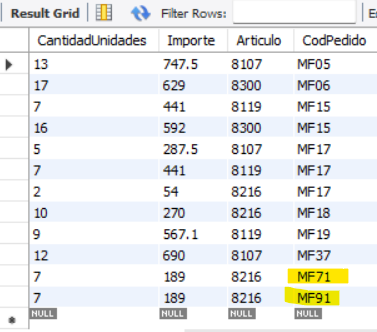 Result Grid Filter Rows: E
CantidadUnidades Importe Articulo CodPedido
13 747.5 8107 MF05
17 629 8300 MF06
7 441 8119 MF15
16 592 8300 MF15
5 287.5 8107 MF17
7 441 8119 MF17
2 54 8216 MF17
10 270 8216 MF18
9 567.1 8119 MF19
12 690 8107 MF37
7 189 8216 MF71
7 189 8216 MF91
NULL NULL NULL NULL